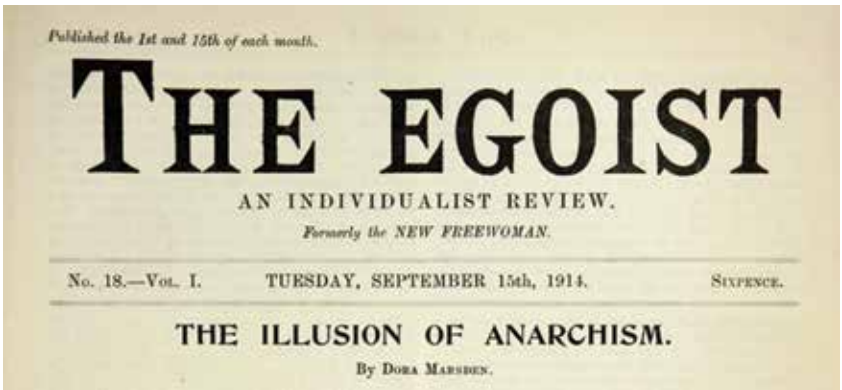 Published the 1st and 15th of each month.
THE EGOIST
AN INDIVIDUALIST REVIEW.
Formerly the NEW FREEWOMAN.
No. 18.—Vol. I. TUESDAY, SEPTEMBER 15th, 1914. Sixpence.
THE ILLUSION OF ANARCHISM.
By Dora Marsden.